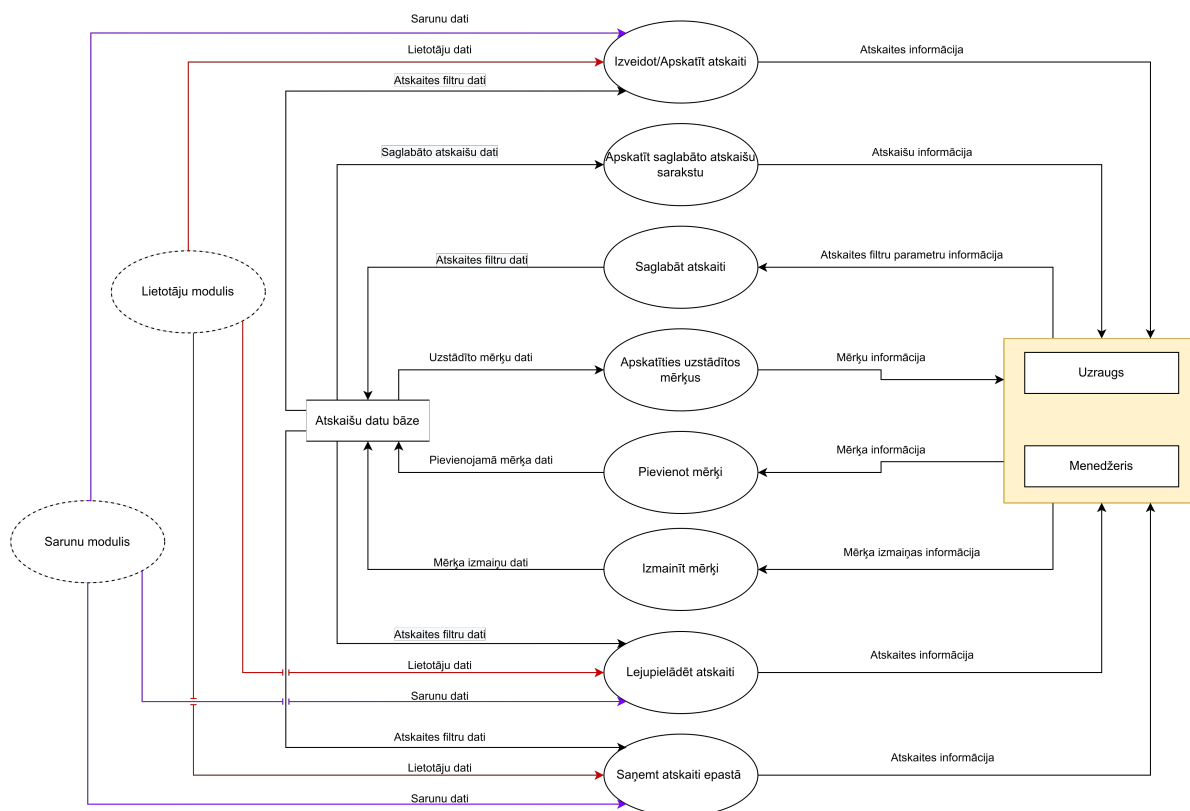 Sarunu dati
Lietotāju dati
Atskaites informācija
Izveidot/Apskatīt atskaiti
Atskaites filtru dati
Saglabāto atskaišu dati
Apskatīt saglabāto atskaišu
sarakstu
Atskaišu informācija
Atskaites filtru dati
Saglabāt atskaiti
Atskaites filtru parametru informācija
Lietotāju modulis
Uzstādīto mērķu dati
Apskatīties uzstādītos
mērķus
Mērķu informācija
Uzraugs
Atskaišu datu bāze
Pievienojamā mērķa dati
Pievienot mērķi
Mērķa informācija
Menedžeris
Sarunu modulis
Mērķa izmaiņu dati
Izmainīt mērķi
Mērķa izmaiņas informācija
Atskaites filtru dati
Lietotāju dati
Lejupielādēt atskaiti
Atskaites informācija
Sarunu dati
Atskaites filtru dati
Lietotāju dati
Saņemt atskaiti epastā
Atskaites informācija
Sarunu dati